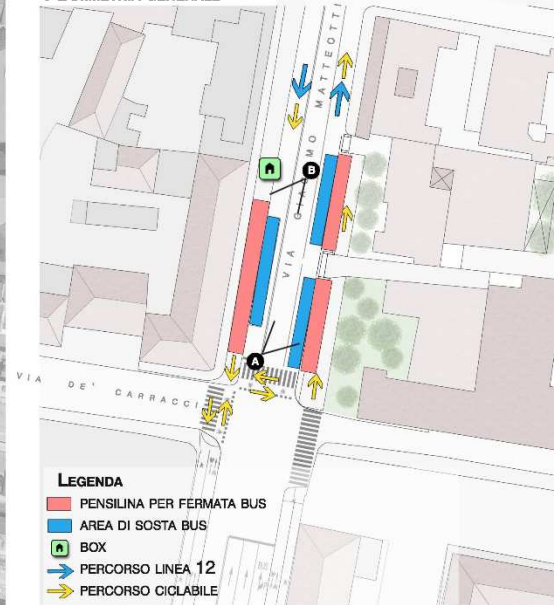 VIA GIACOMO MATTEOTTI
B
A
VIA DE' CARRACCI
LEGENDA
PENSILINA PER FERMATA BUS
AREA DI SOSTA BUS
BOX
PERCORSO LINEA 12
PERCORSO CICLABILE